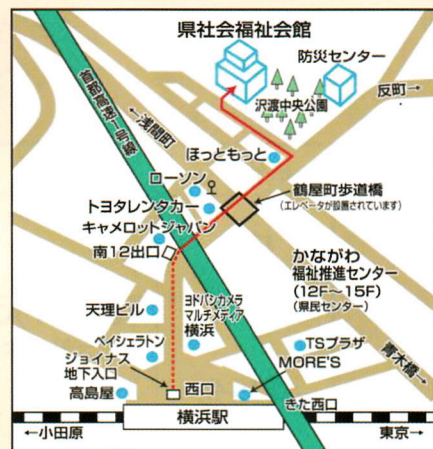 県社会福祉会館
防災センター
首都高速一号線
←浅間町
沢渡中央公園
反町→
ほっともっと
ローソン
鶴屋町歩道橋
(エレベータが設置されています)
トヨタレンタカー
キャメロットジャパン
南12出口
かながわ
福祉推進センター
(12F〜15F)
(県民センター)
天理ビル
ヨドバシカメラ
マルチメディア
横浜
ベイシェラトン
TSプラザ
青木橋→
ジョイナス
地下入口
MORE'S
高島屋
西口
きた西口
横浜駅
←小田原
東京→